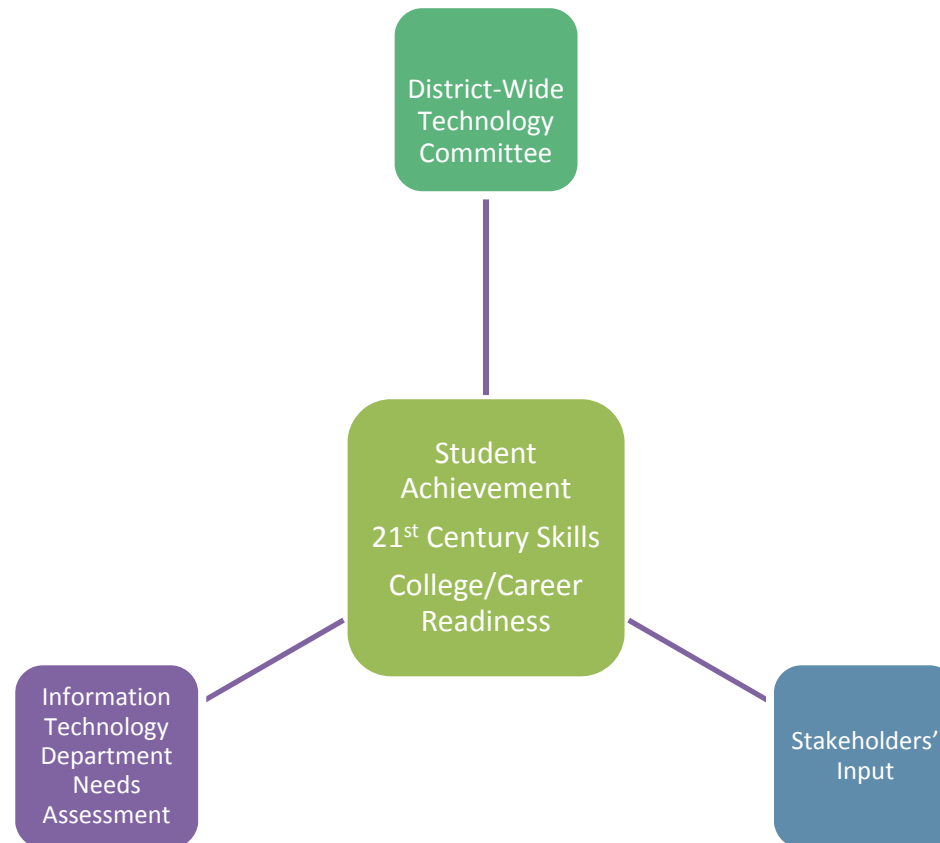 District-Wide
Technology
Committee
Student
Achievement
21st Century Skills
College/Career
Readiness
Information
Technology
Department
Needs
Assessment
Stakeholders’
Input